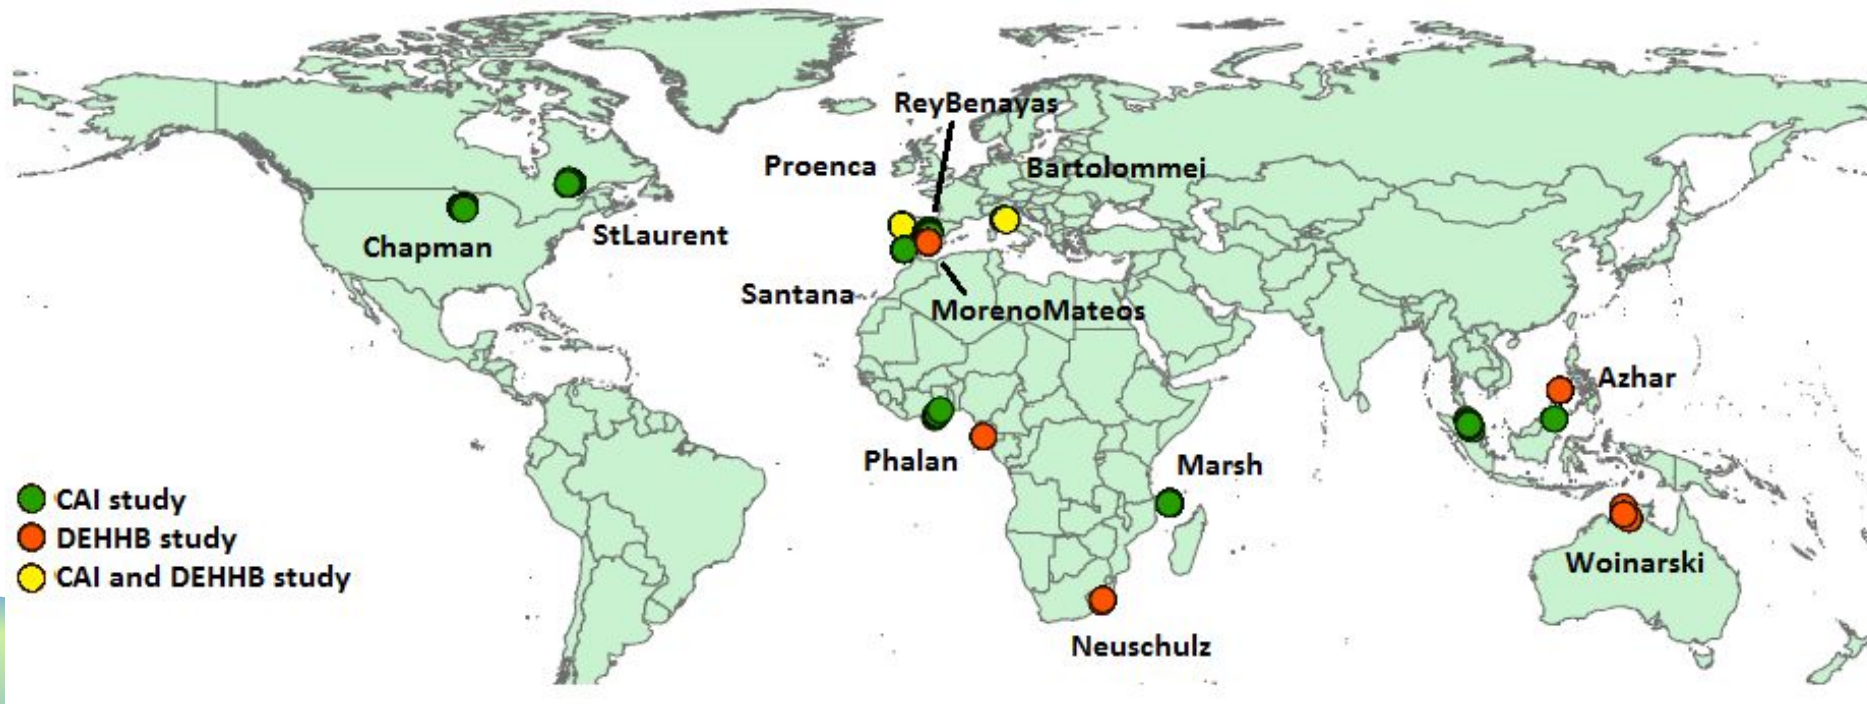 ReyBenayas
Proenca
Bartolommei
Chapman
StLaurent
Santana
MorenoMateos
Azhar
Phalan
Marsh
CAI study
DEHHB study
CAI and DEHHB study
Woinarski
Neuschulz